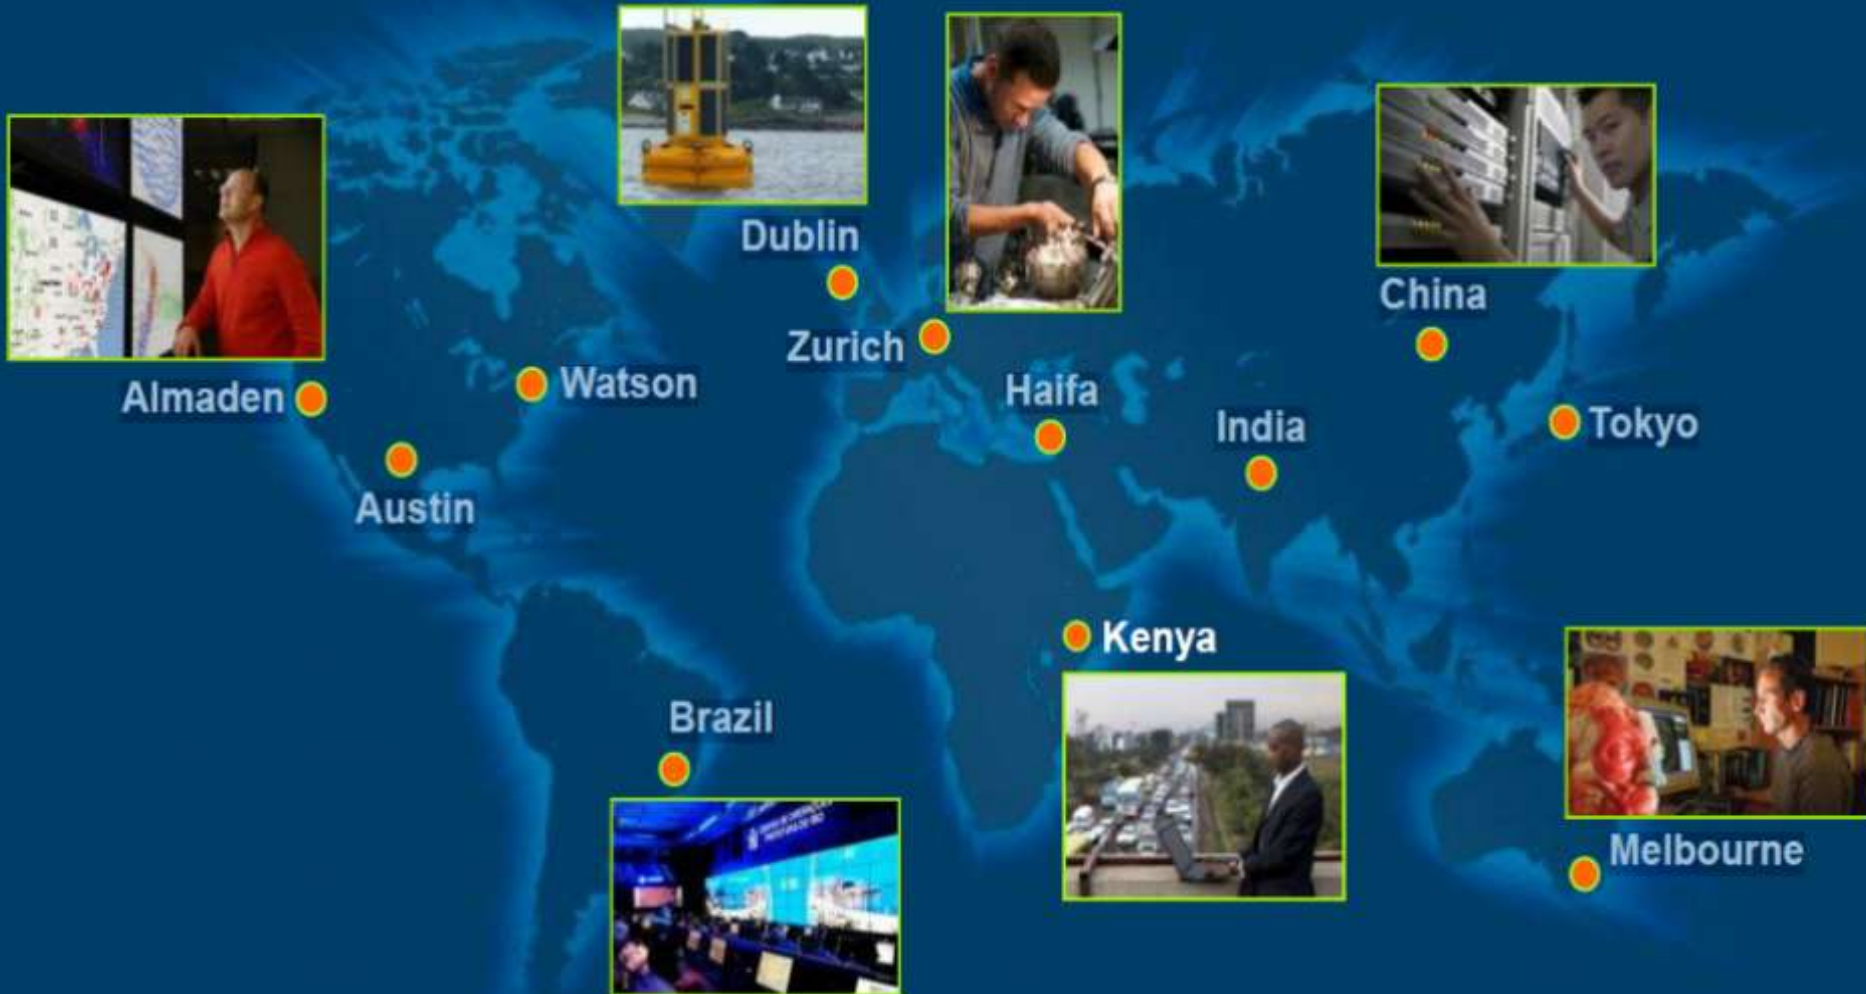 Dublin
China
Zurich
Almaden
Watson
Haifa
India
Tokyo
Austin
Kenya
Brazil
Melbourne